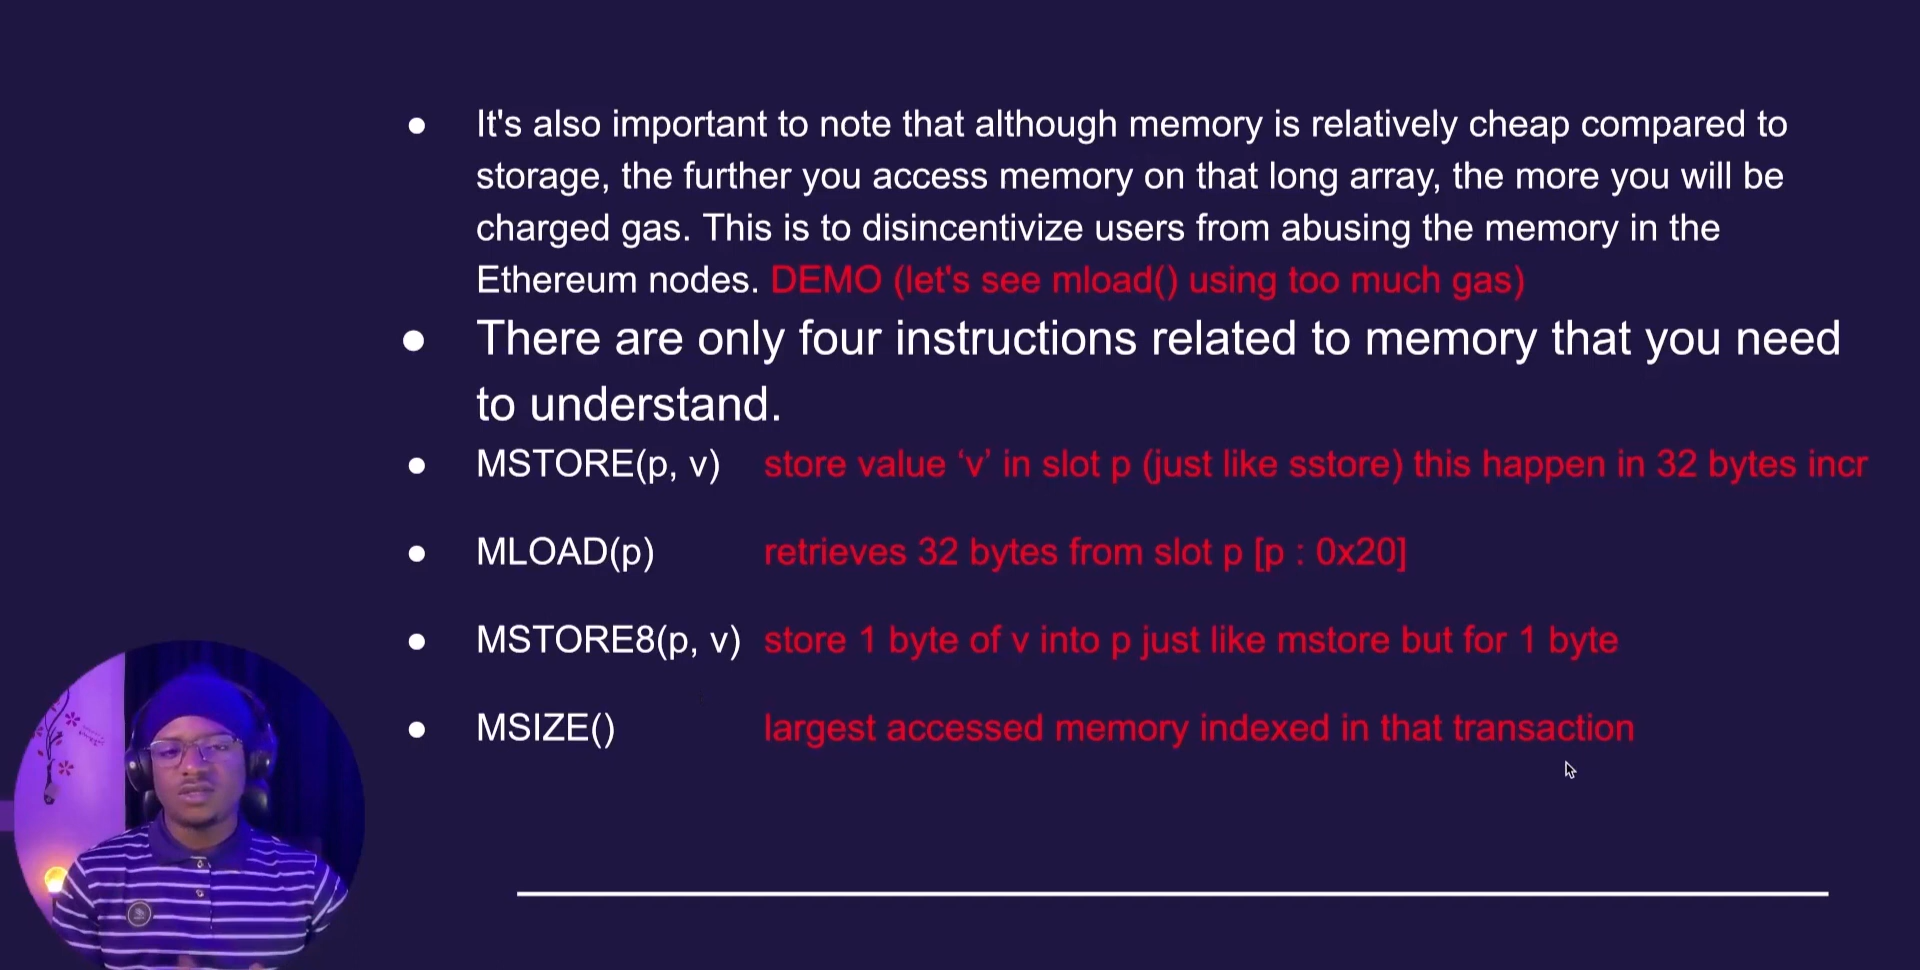 It's also important to note that although memory is relatively cheap compared to
storage, the further you access memory on that long array, the more you will be
charged gas. This is to disincentivize users from abusing the memory in the
Ethereum nodes. DEMO (let's see mload() using too much gas)
There are only four instructions related to memory that you need
to understand.
MSTORE(p, v) store value ‘v’ in slot p (just like sstore) this happen in 32 bytes incr
MLOAD(p) retrieves 32 bytes from slot p [p : 0x20]
MSTORE8(p, v) store 1 byte of v into p just like mstore but for 1 byte
MSIZE() largest accessed memory indexed in that transaction